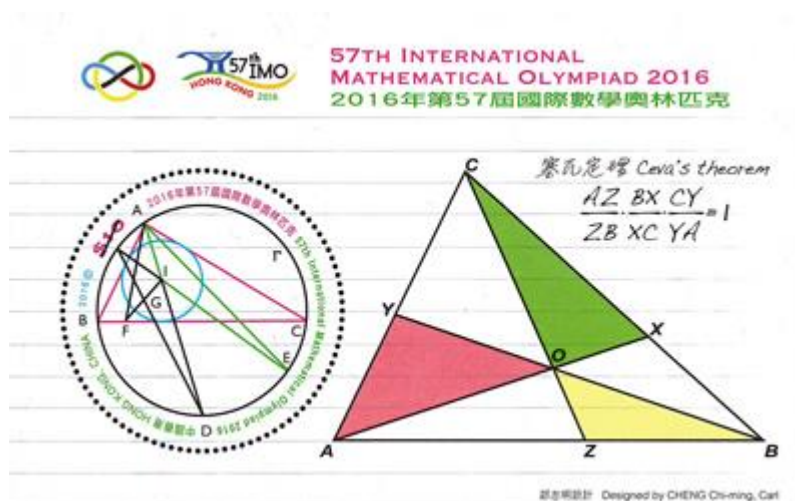 57th IMO
HONG KONG 2016
57TH INTERNATIONAL
MATHEMATICAL OLYMPIAD 2016
2016年第57屆國際數學奧林匹克
2016年第57屆國際數學奧林匹克 57th International Mathematical Olympiad 2016 中國香港 HONG KONG, CHINA
$10
A
Γ
I
G
B
F
C
E
D
塞瓦定理 Ceva's theorem
AZ BX CY
ZB XC YA
=1
C
Y
X
O
A
Z
B
Designed by CHENG Chi-ming, Carl